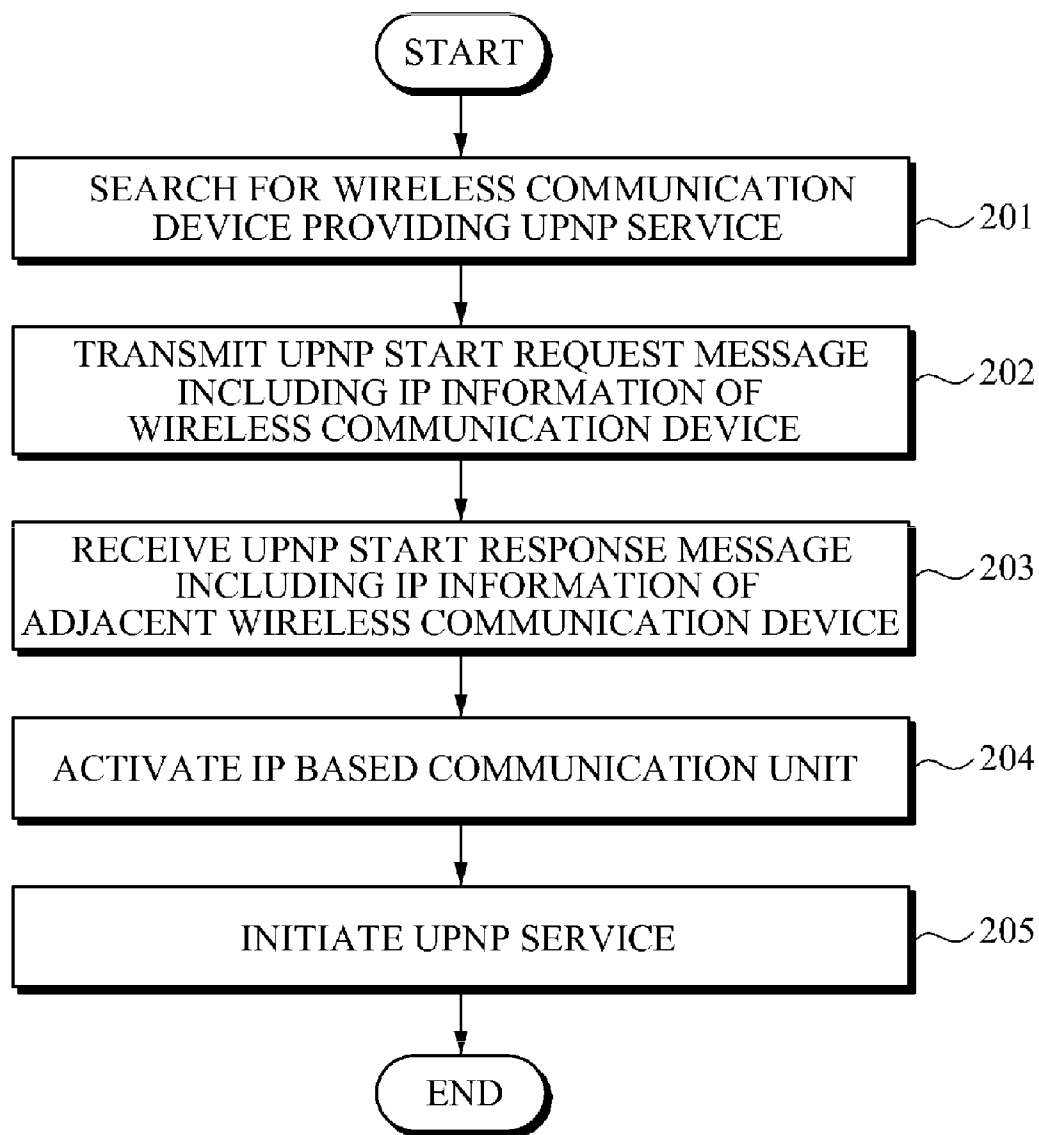 START
SEARCH FOR WIRELESS COMMUNICATION
DEVICE PROVIDING UPNP SERVICE
201
TRANSMIT UPNP START REQUEST MESSAGE
INCLUDING IP INFORMATION OF
WIRELESS COMMUNICATION DEVICE
202
RECEIVE UPNP START RESPONSE MESSAGE
INCLUDING IP INFORMATION OF
ADJACENT WIRELESS COMMUNICATION DEVICE
203
ACTIVATE IP BASED COMMUNICATION UNIT
204
INITIATE UPNP SERVICE
205
END